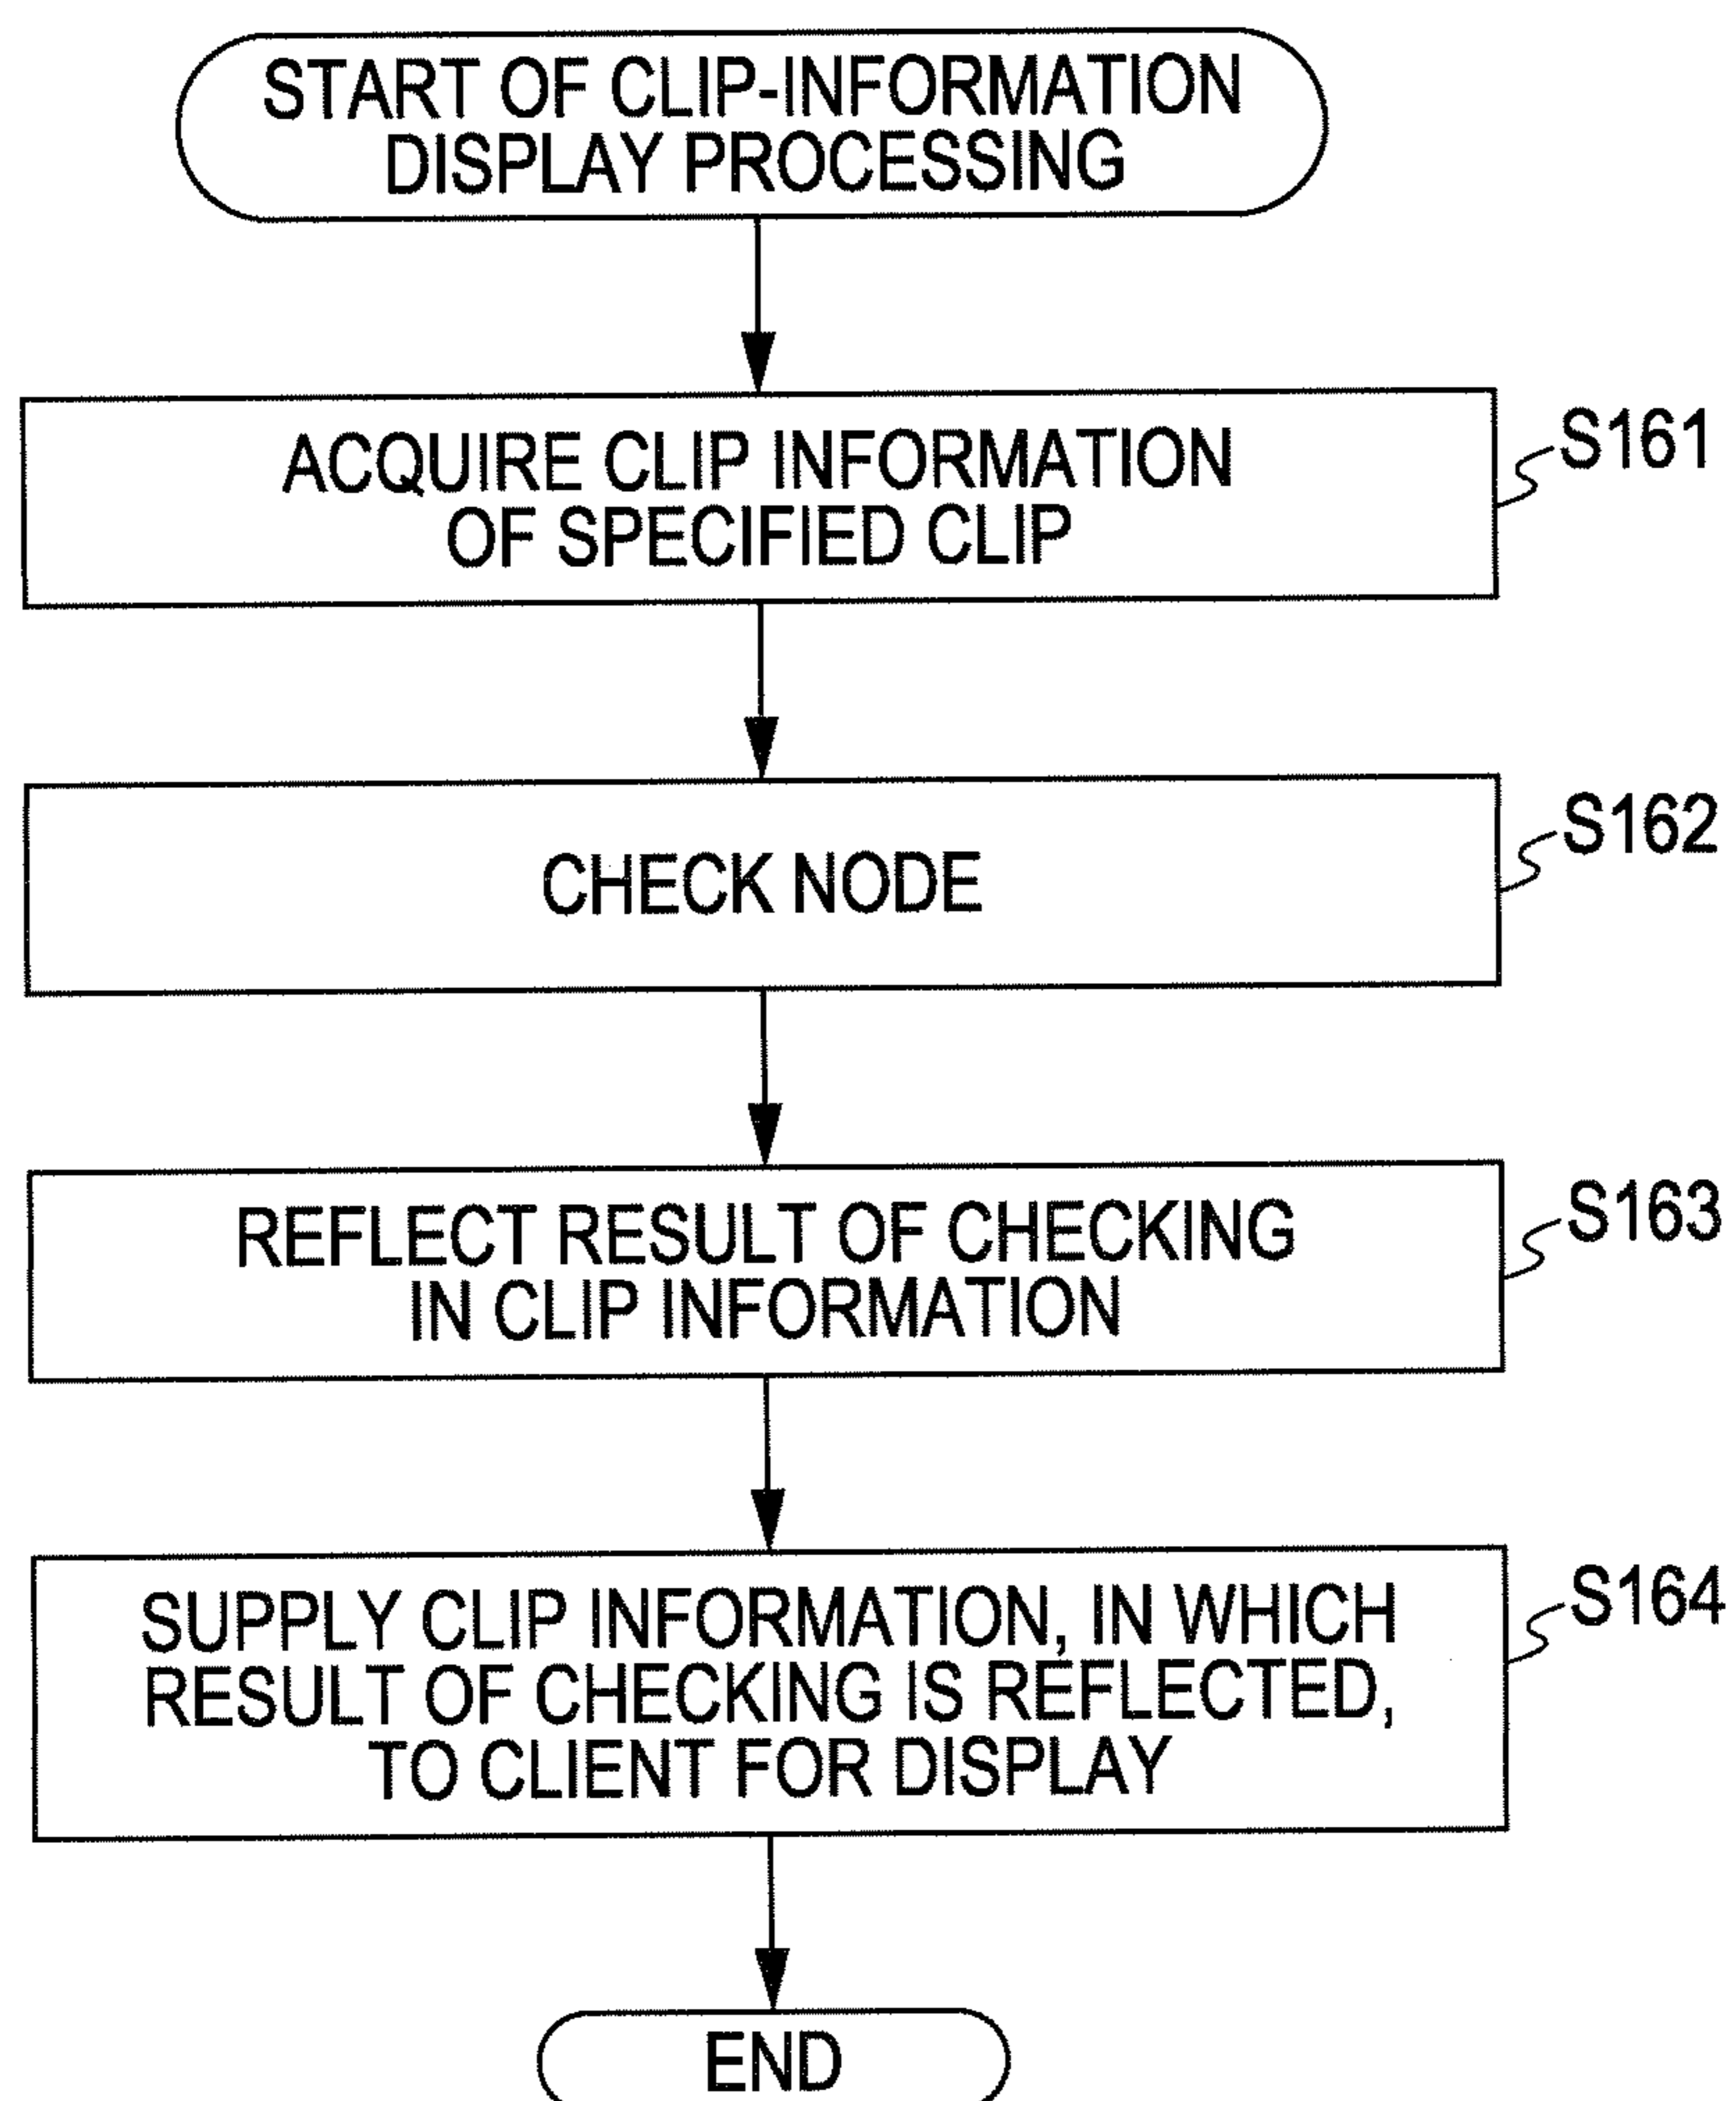 START OF CLIP-INFORMATION
DISPLAY PROCESSING
ACQUIRE CLIP INFORMATION
OF SPECIFIED CLIP
S161
CHECK NODE
S162
REFLECT RESULT OF CHECKING
IN CLIP INFORMATION
S163
SUPPLY CLIP INFORMATION, IN WHICH
RESULT OF CHECKING IS REFLECTED,
TO CLIENT FOR DISPLAY
S164
END